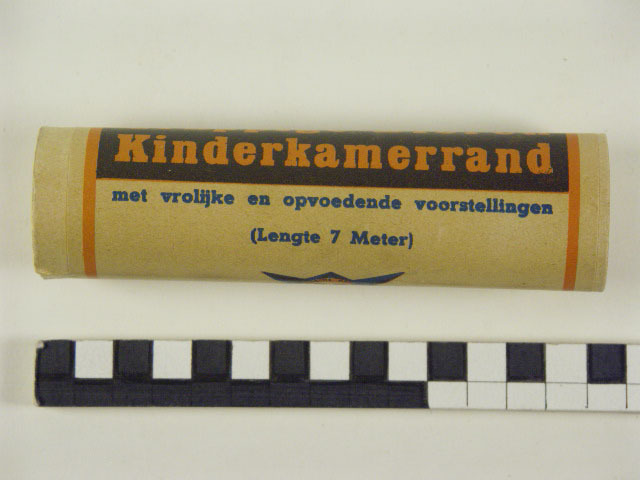 Kinderkamerrand
met vrolijke en opvoedende voorstellingen
(Lengte 7 Meter)